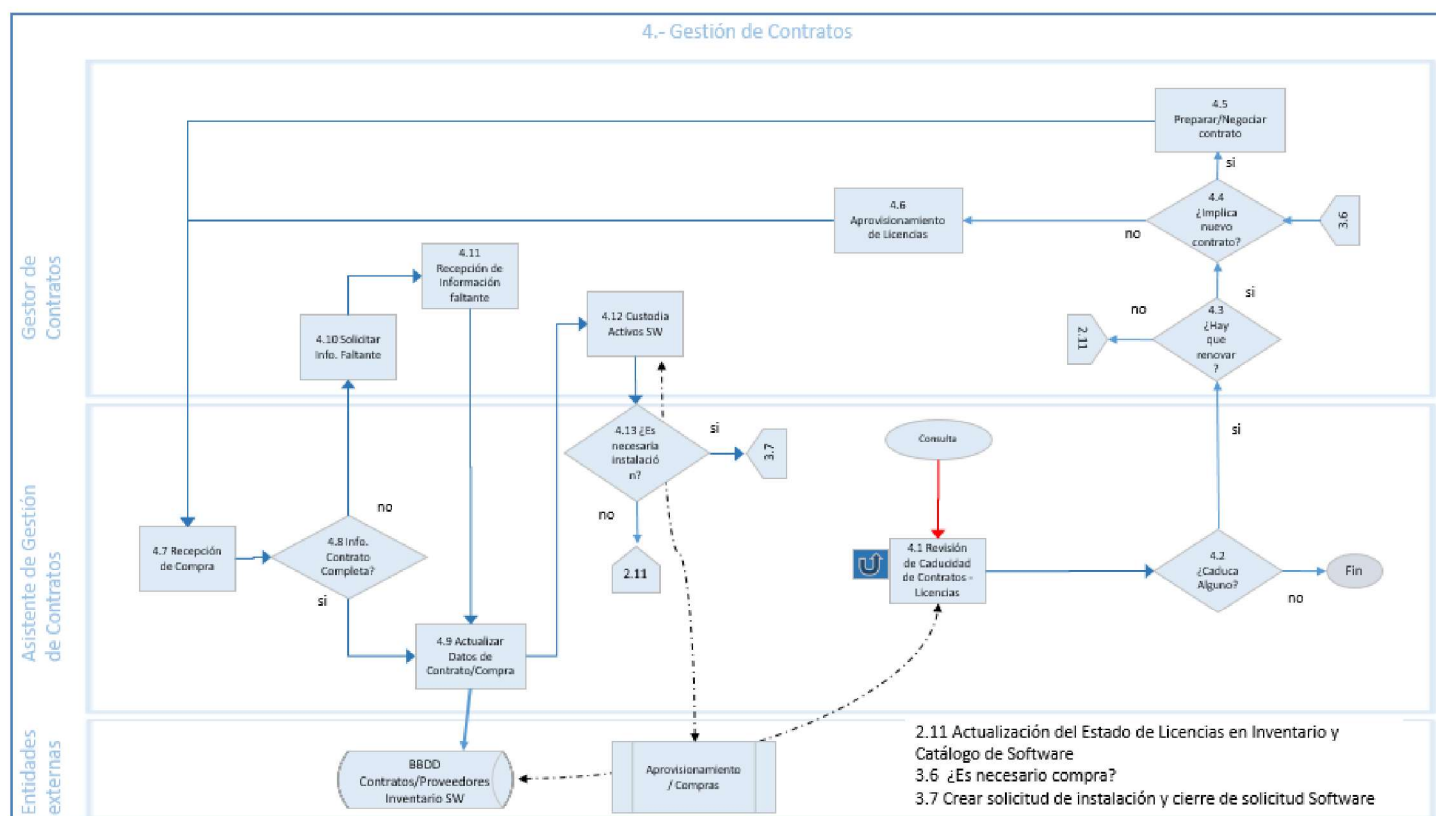 4.- Gestión de Contratos
Gestor de
Contratos
4.5
Preparar/Negociar
contrato
si
4.4
¿Implica
nuevo
contrato?
no
3.6
4.6
Aprovisionamiento
de Licencias
4.11
Recepción de
Información
faltante
4.10 Solicitar
Info. Faltante
4.12 Custodia
Activos SW
si
no
4.3
¿Hay
que
renovar
?
2.11
Asistente de Gestión
de Contratos
4.13 ¿Es
necesaria
instalació
n?
si
3.7
no
2.11
Consulta
si
no
4.7 Recepción
de Compra
4.8 Info.
Contrato
Completa?
si
4.9 Actualizar
Datos de
Contrato/Compra
4.1 Revisión
de Caducidad
de Contratos -
Licencias
4.2
¿Caduca
Alguno?
no
Fin
Entidades
externas
BBDD
Contratos/Proveedores
Inventario SW
Aprovisionamiento
/ Compras
2.11 Actualización del Estado de Licencias en Inventario y
Catálogo de Software
3.6 ¿Es necesario compra?
3.7 Crear solicitud de instalación y cierre de solicitud Software